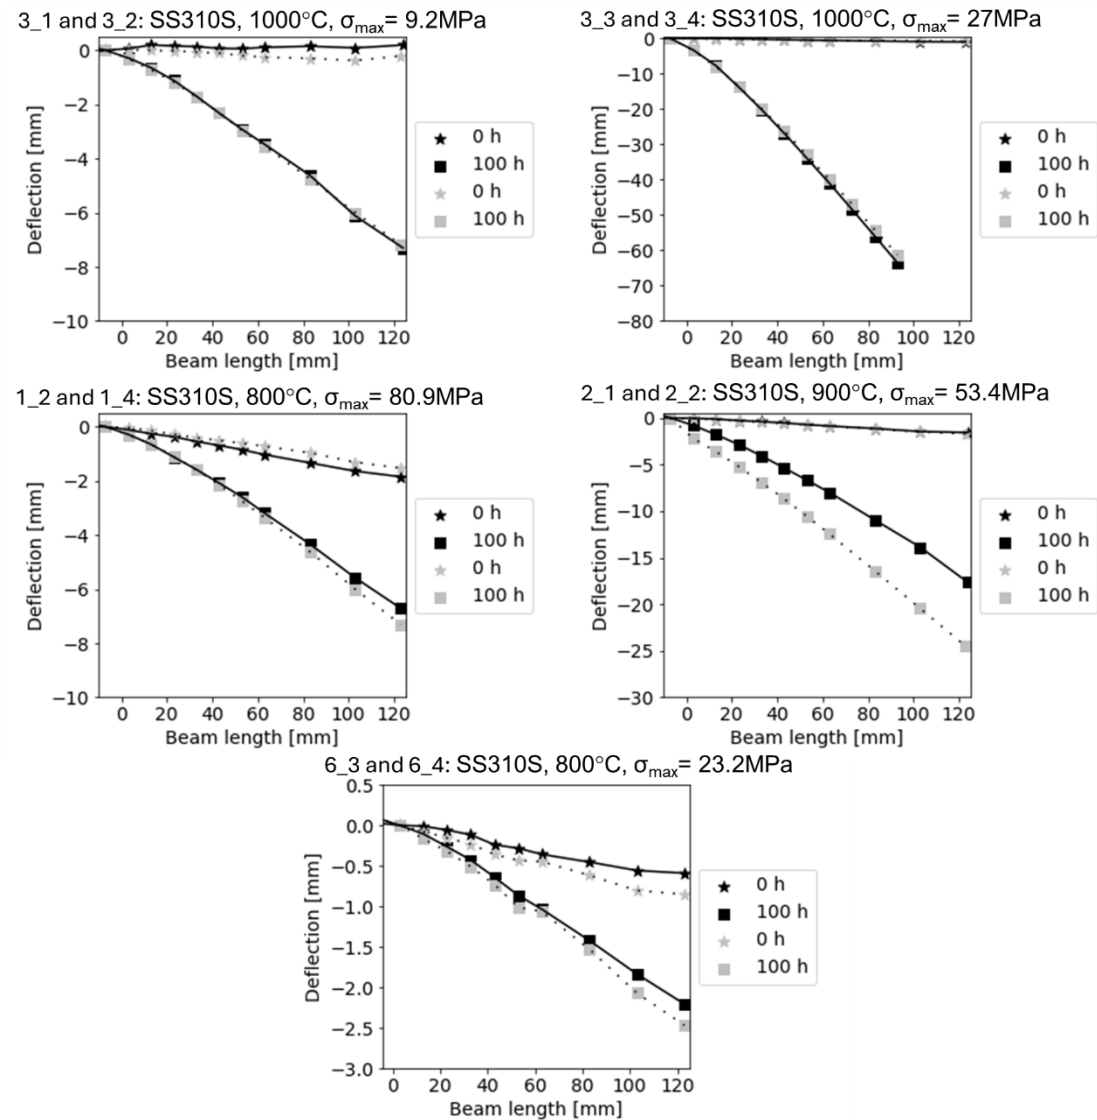 3_1 and 3_2: SS310S, 1000°C, σmax= 9.2MPa
0
−2
−4
−6
−8
−10
Deflection [mm]
0 20 40 60 80 100 120
Beam length [mm]
0 h
100 h
0 h
100 h
3_3 and 3_4: SS310S, 1000°C, σmax= 27MPa
0
−10
−20
−30
−40
−50
−60
−70
−80
Deflection [mm]
0 20 40 60 80 100 120
Beam length [mm]
0 h
100 h
0 h
100 h
1_2 and 1_4: SS310S, 800°C, σmax= 80.9MPa
0
−2
−4
−6
−8
−10
Deflection [mm]
0 20 40 60 80 100 120
Beam length [mm]
0 h
100 h
0 h
100 h
2_1 and 2_2: SS310S, 900°C, σmax= 53.4MPa
0
−5
−10
−15
−20
−25
−30
Deflection [mm]
0 20 40 60 80 100 120
Beam length [mm]
0 h
100 h
0 h
100 h
6_3 and 6_4: SS310S, 800°C, σmax= 23.2MPa
0.5
0.0
−0.5
−1.0
−1.5
−2.0
−2.5
−3.0
Deflection [mm]
0 20 40 60 80 100 120
Beam length [mm]
0 h
100 h
0 h
100 h